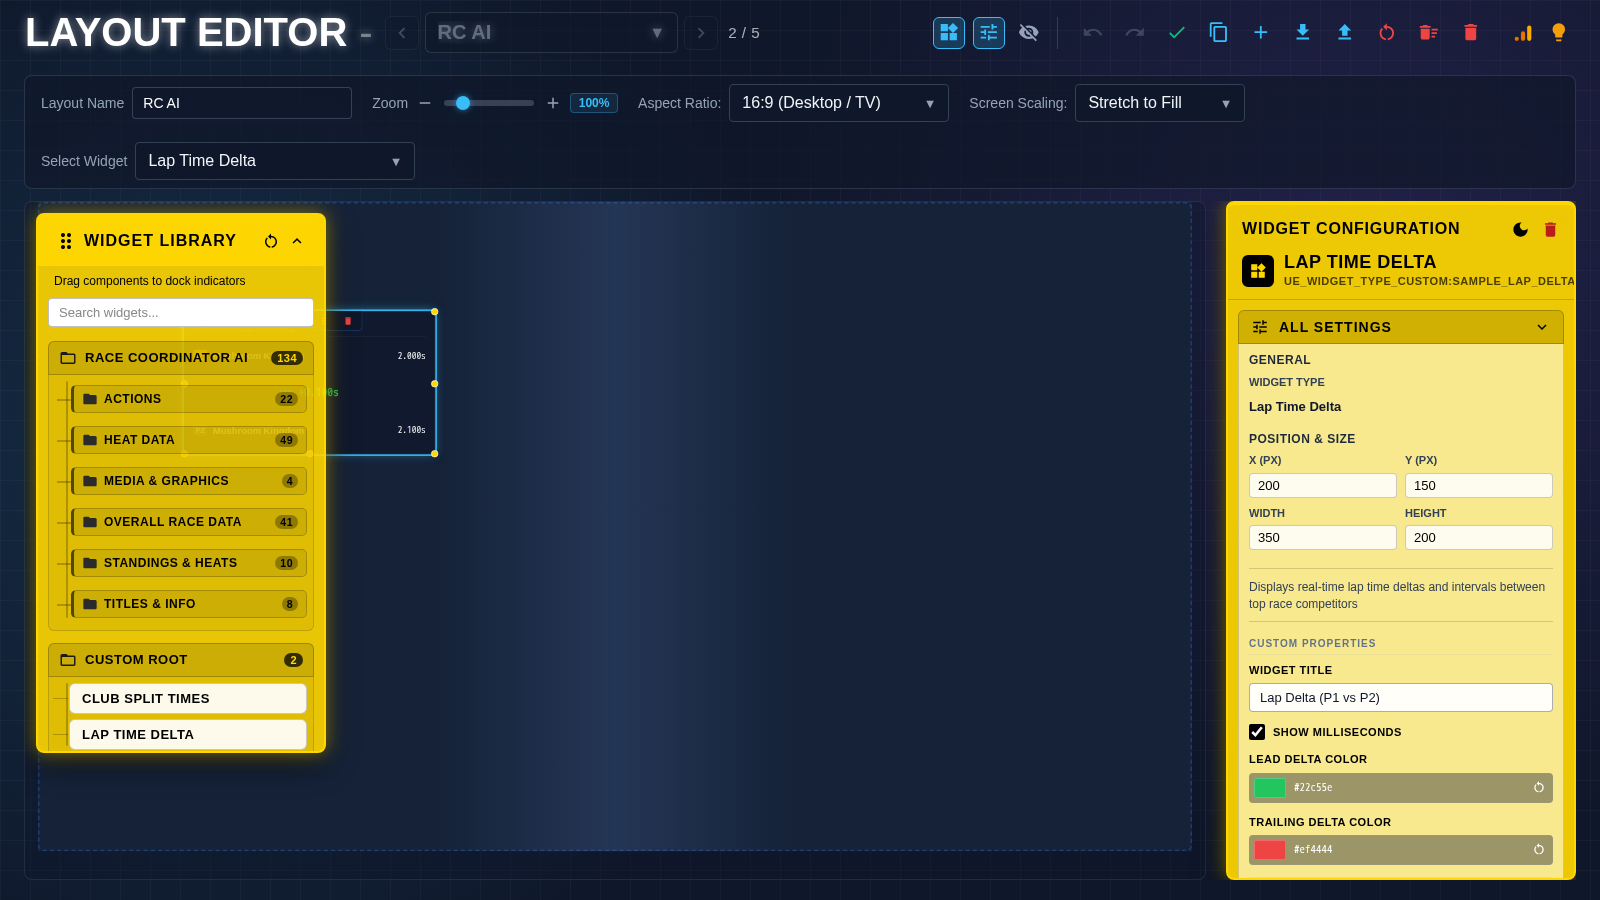 LAYOUT EDITOR -
RC AI
2 / 5
Layout Name
RC AI
Zoom
100%
Aspect Ratio:
16:9 (Desktop / TV)
Screen Scaling:
Stretch to Fill
Select Widget
Lap Time Delta
WIDGET LIBRARY
Drag components to dock indicators
Search widgets...
RACE COORDINATOR AI
134
ACTIONS
22
HEAT DATA
49
MEDIA & GRAPHICS
4
OVERALL RACE DATA
41
STANDINGS & HEATS
10
TITLES & INFO
8
CUSTOM ROOT
2
CLUB SPLIT TIMES
LAP TIME DELTA
2.000s
P2 Mushroom Kingdom
2.100s
WIDGET CONFIGURATION
LAP TIME DELTA
UE_WIDGET_TYPE_CUSTOM:SAMPLE_LAP_DELTA
ALL SETTINGS
GENERAL
WIDGET TYPE
Lap Time Delta
POSITION & SIZE
X (PX)
Y (PX)
200
150
WIDTH
HEIGHT
350
200
Displays real-time lap time deltas and intervals between
top race competitors
CUSTOM PROPERTIES
WIDGET TITLE
Lap Delta (P1 vs P2)
SHOW MILLISECONDS
LEAD DELTA COLOR
#22c55e
TRAILING DELTA COLOR
#ef4444